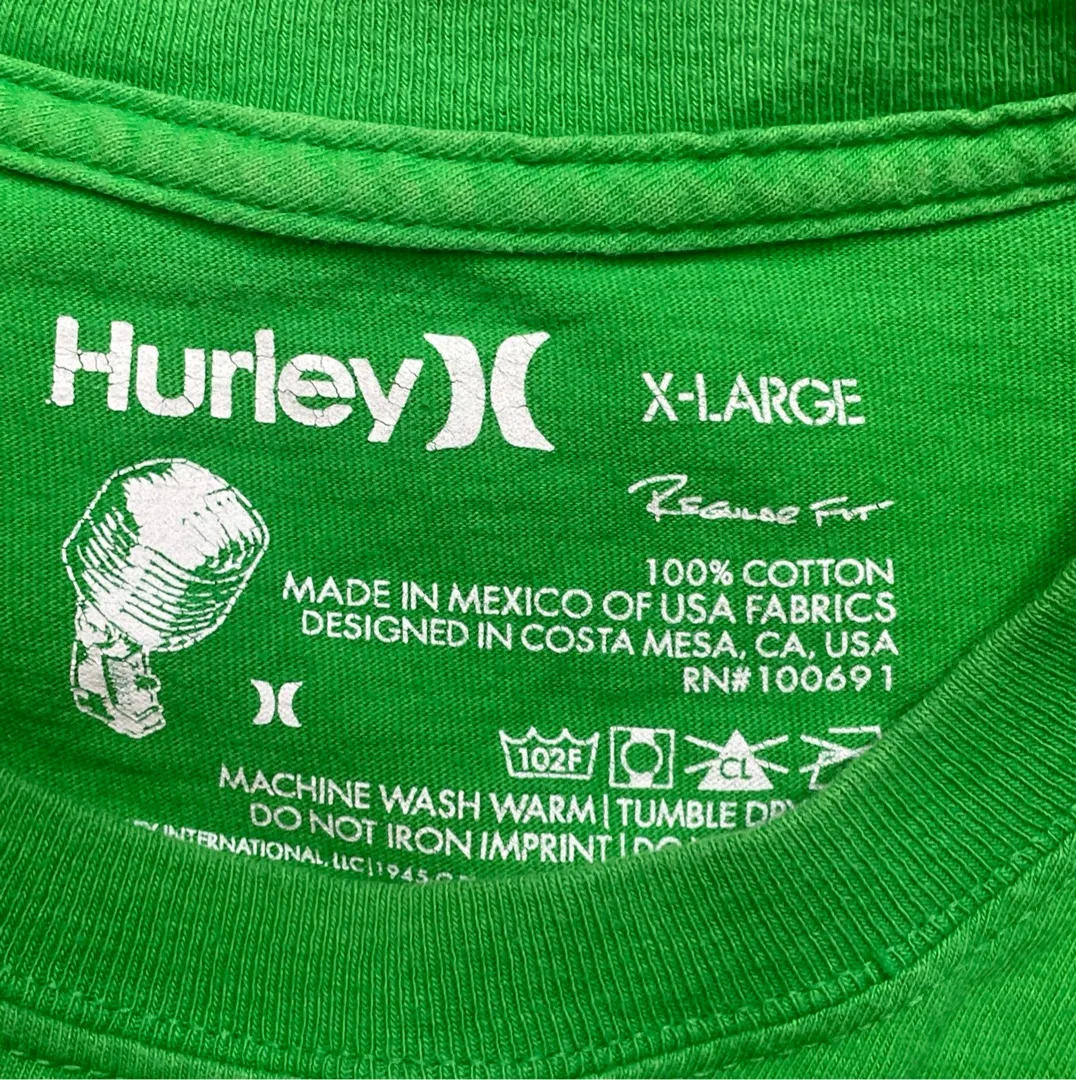 Hurley X-LARGE
REGULAR FIT
100% COTTON
MADE IN MEXICO OF USA FABRICS
DESIGNED IN COSTA MESA, CA, USA
RN#100691
102F CL
MACHINE WASH WARM | TUMBLE
DO NOT IRON IMPRINT |
INTERNATIONAL, LLC | 1945